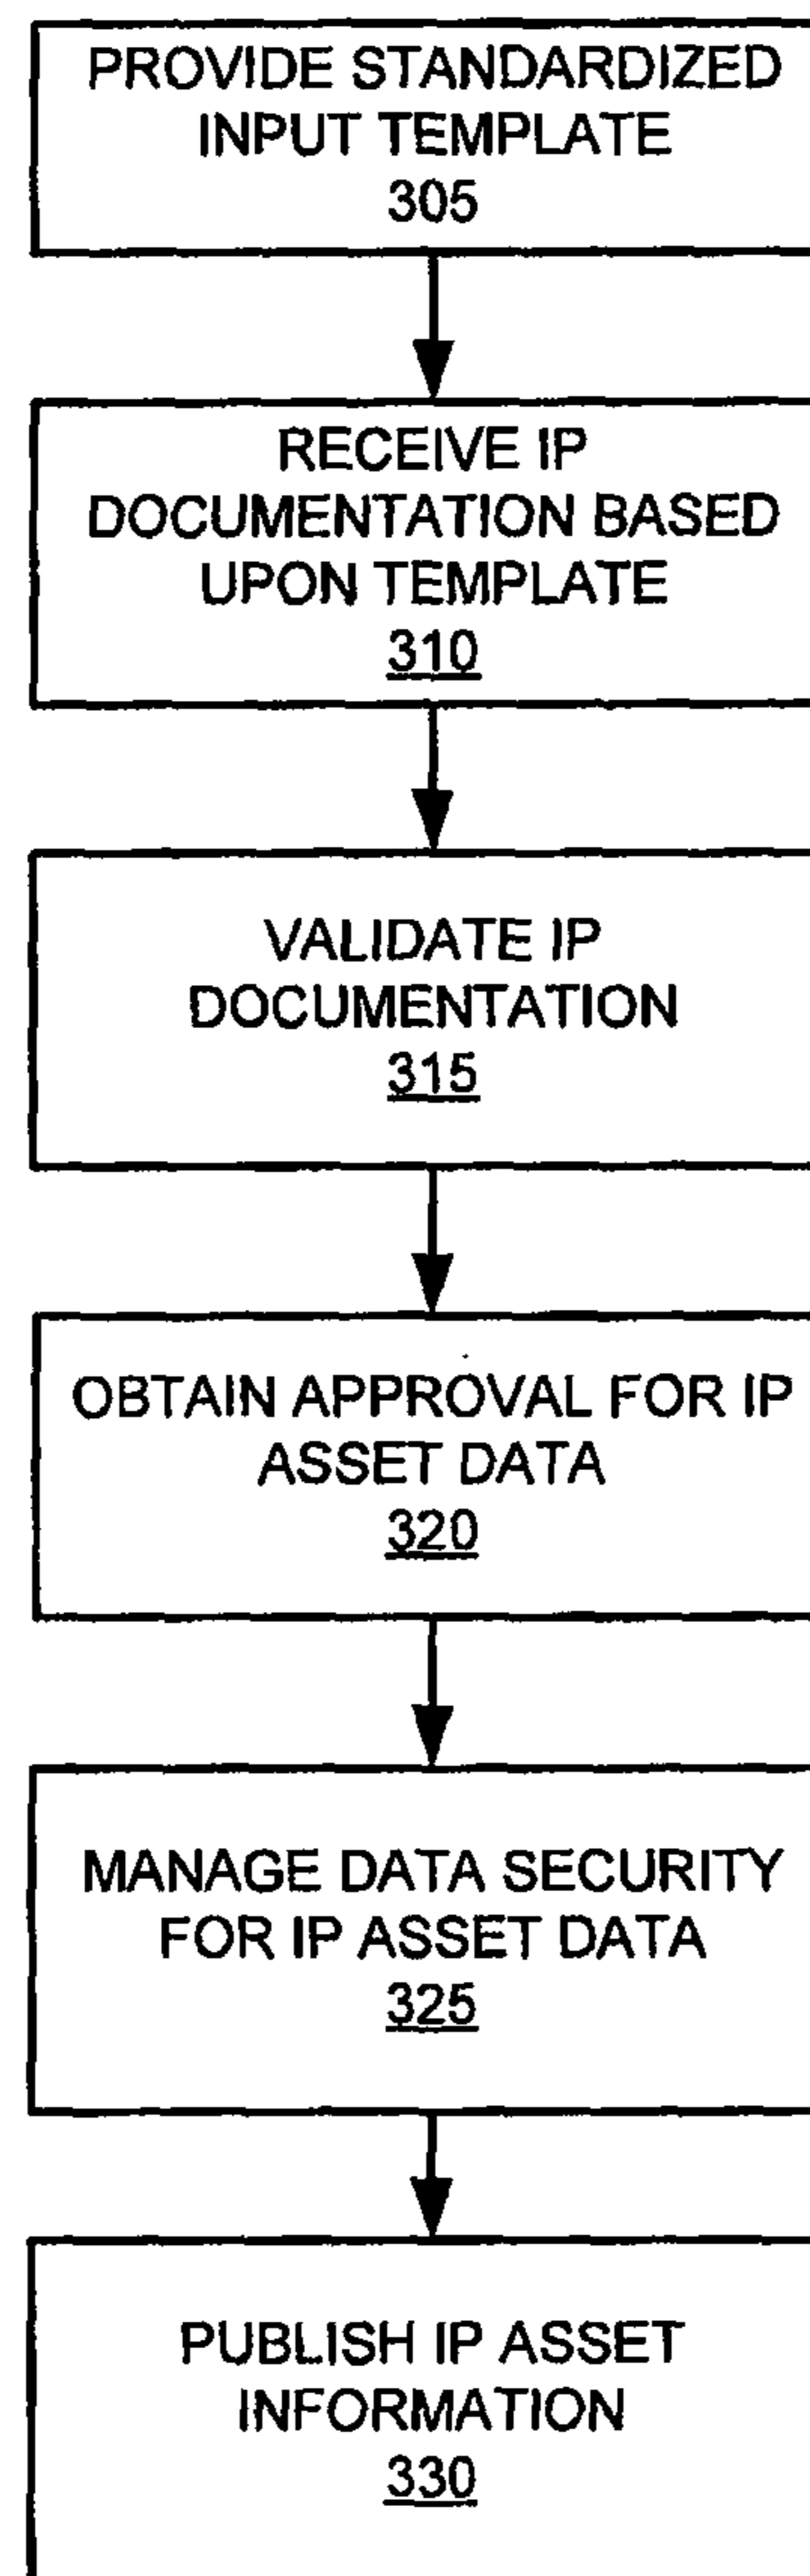 PROVIDE STANDARDIZED
INPUT TEMPLATE
305
RECEIVE IP
DOCUMENTATION BASED
UPON TEMPLATE
310
VALIDATE IP
DOCUMENTATION
315
OBTAIN APPROVAL FOR IP
ASSET DATA
320
MANAGE DATA SECURITY
FOR IP ASSET DATA
325
PUBLISH IP ASSET
INFORMATION
330